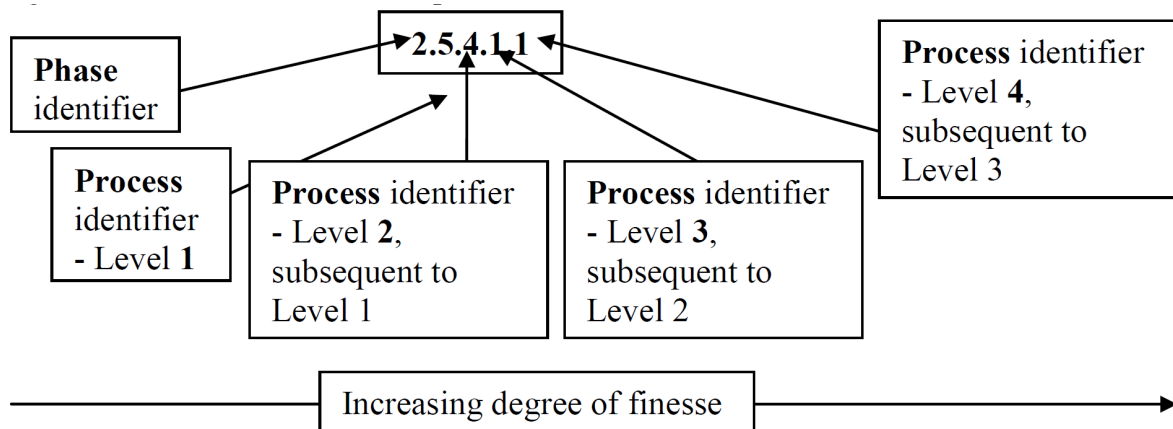 2.5.4.1.1
Phase
identifier
Process
identifier
- Level 1
Process identifier
- Level 2,
subsequent to
Level 1
Process identifier
- Level 3,
subsequent to
Level 2
Process identifier
- Level 4,
subsequent to
Level 3
Increasing degree of finesse